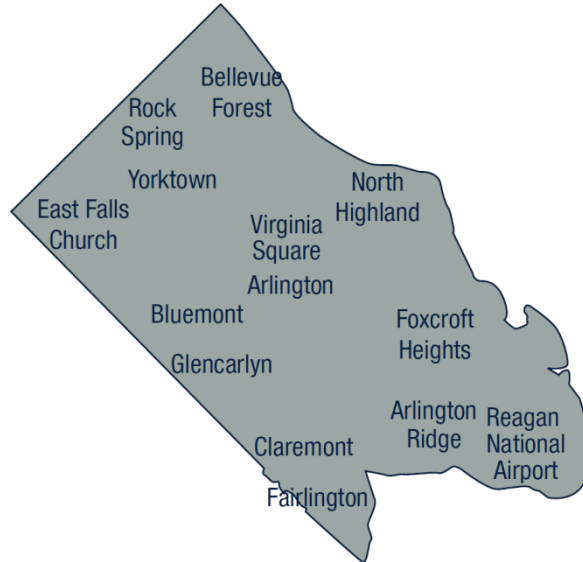 Bellevue
Forest
Rock
Spring
Yorktown
North
Highland
East Falls
Church
Virginia
Square
Arlington
Bluemont
Foxcroft
Heights
Glencarlyn
Arlington
Ridge
Reagan
National
Airport
Claremont
Fairlington